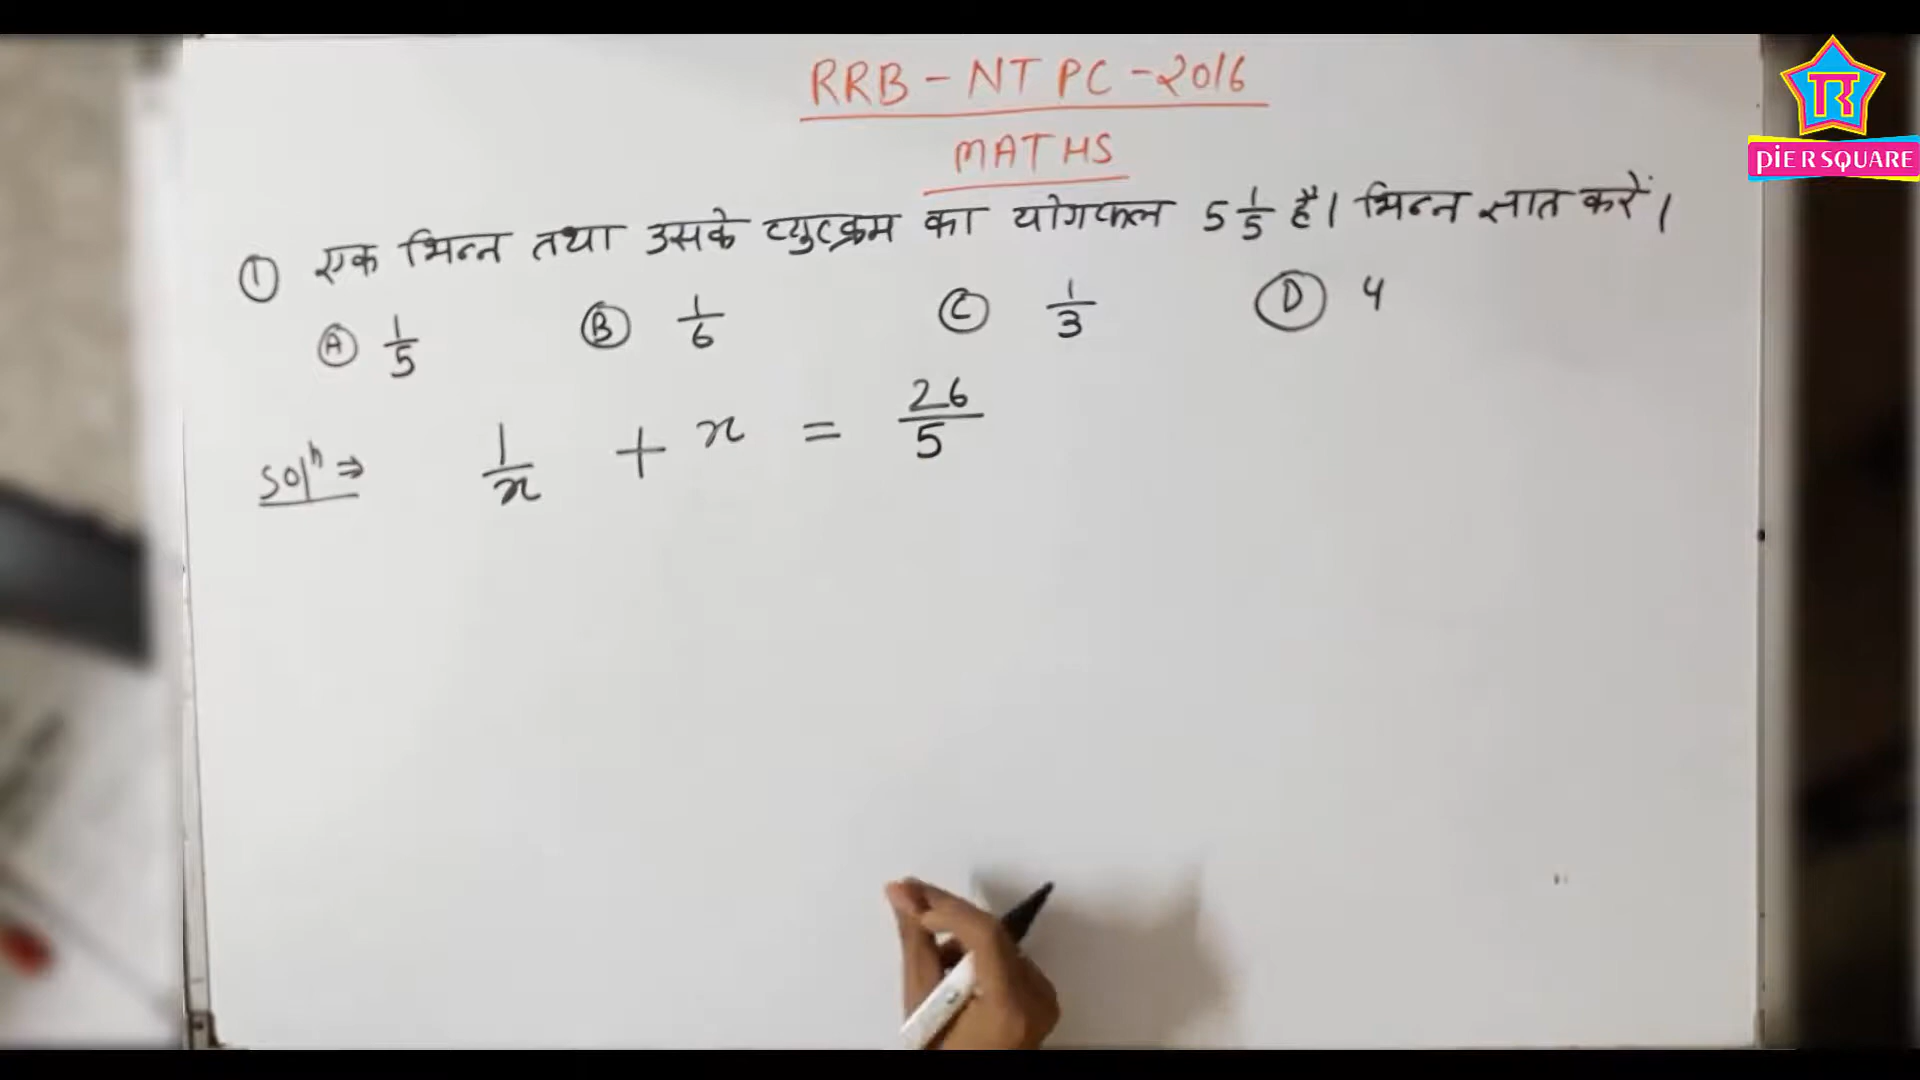 RRB - NTPC - 2016
MATHS
PiE R SQUARE
① एक भिन्न तथा उसके व्युत्क्रम का योगफल 5 1/5 है। भिन्न ज्ञात करें।
Ⓐ 1/5 Ⓑ 1/6 Ⓒ 1/3 Ⓓ 4
Solⁿ ⇒ 1/x + x = 26/5